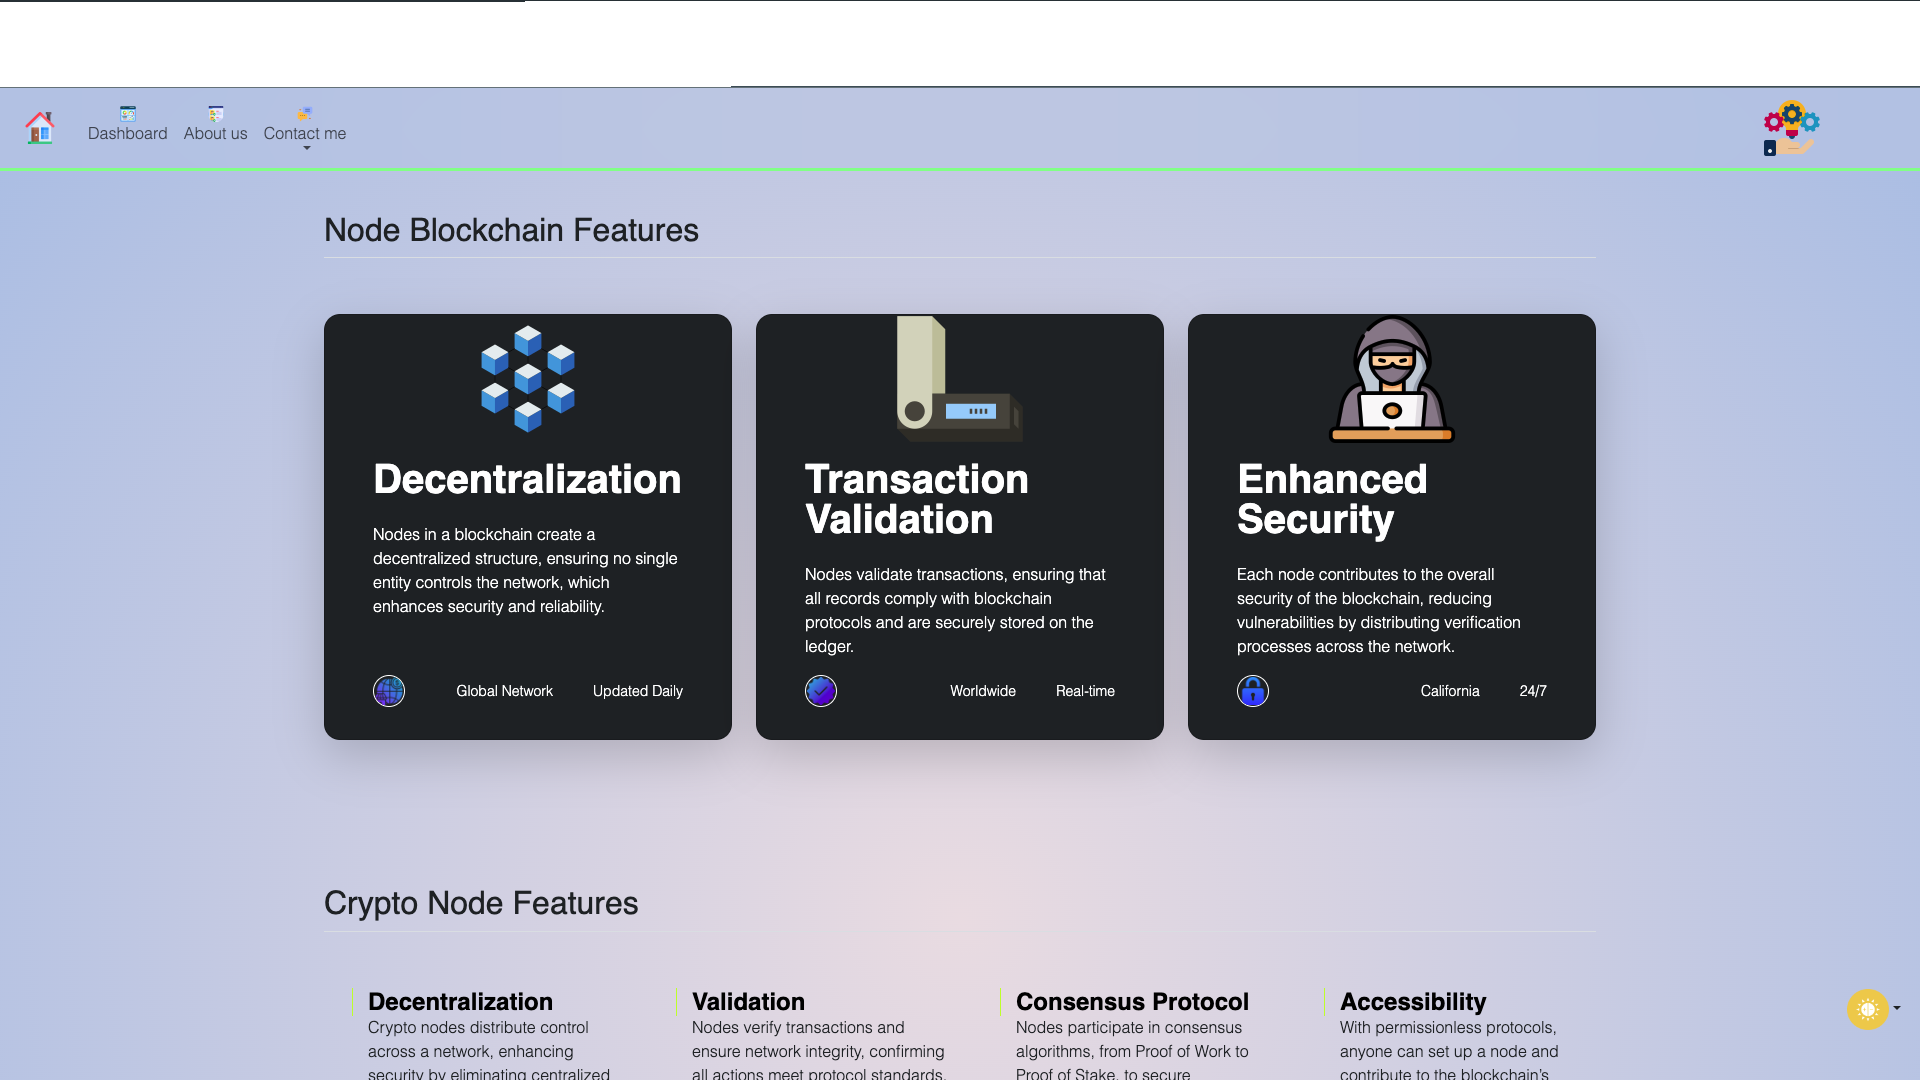 Dashboard
About us
Contact me
Node Blockchain Features
Decentralization
Nodes in a blockchain create a
decentralized structure, ensuring no single
entity controls the network, which
enhances security and reliability.
Global Network
Updated Daily
Transaction
Validation
Nodes validate transactions, ensuring that
all records comply with blockchain
protocols and are securely stored on the
ledger.
Worldwide
Real-time
Enhanced
Security
Each node contributes to the overall
security of the blockchain, reducing
vulnerabilities by distributing verification
processes across the network.
California
24/7
Crypto Node Features
Decentralization
Crypto nodes distribute control
across a network, enhancing
security by eliminating centralized
Validation
Nodes verify transactions and
ensure network integrity, confirming
all actions meet protocol standards.
Consensus Protocol
Nodes participate in consensus
algorithms, from Proof of Work to
Proof of Stake, to secure
Accessibility
With permissionless protocols,
anyone can set up a node and
contribute to the blockchain's